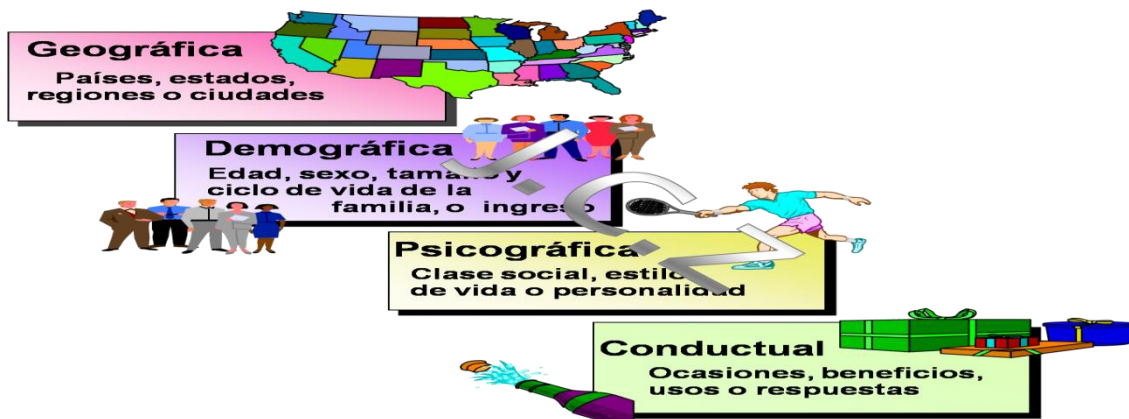 Geográfica
Países, estados,
regiones o ciudades
Demográfica
Edad, sexo, tamaño y
ciclo de vida de la
familia, o ingreso
Psicográfica
Clase social, estilo
de vida o personalidad
Conductual
Ocasiones, beneficios,
usos o respuestas